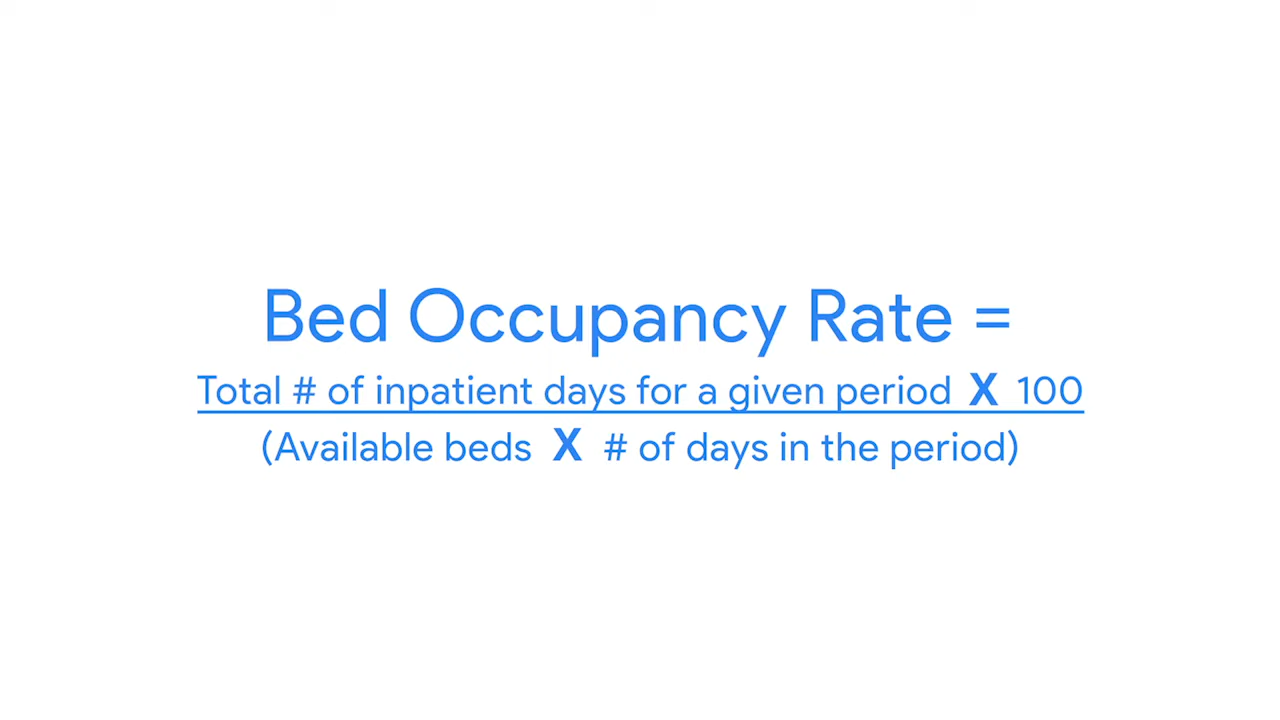 Bed Occupancy Rate =
Total # of inpatient days for a given period X 100
(Available beds X # of days in the period)